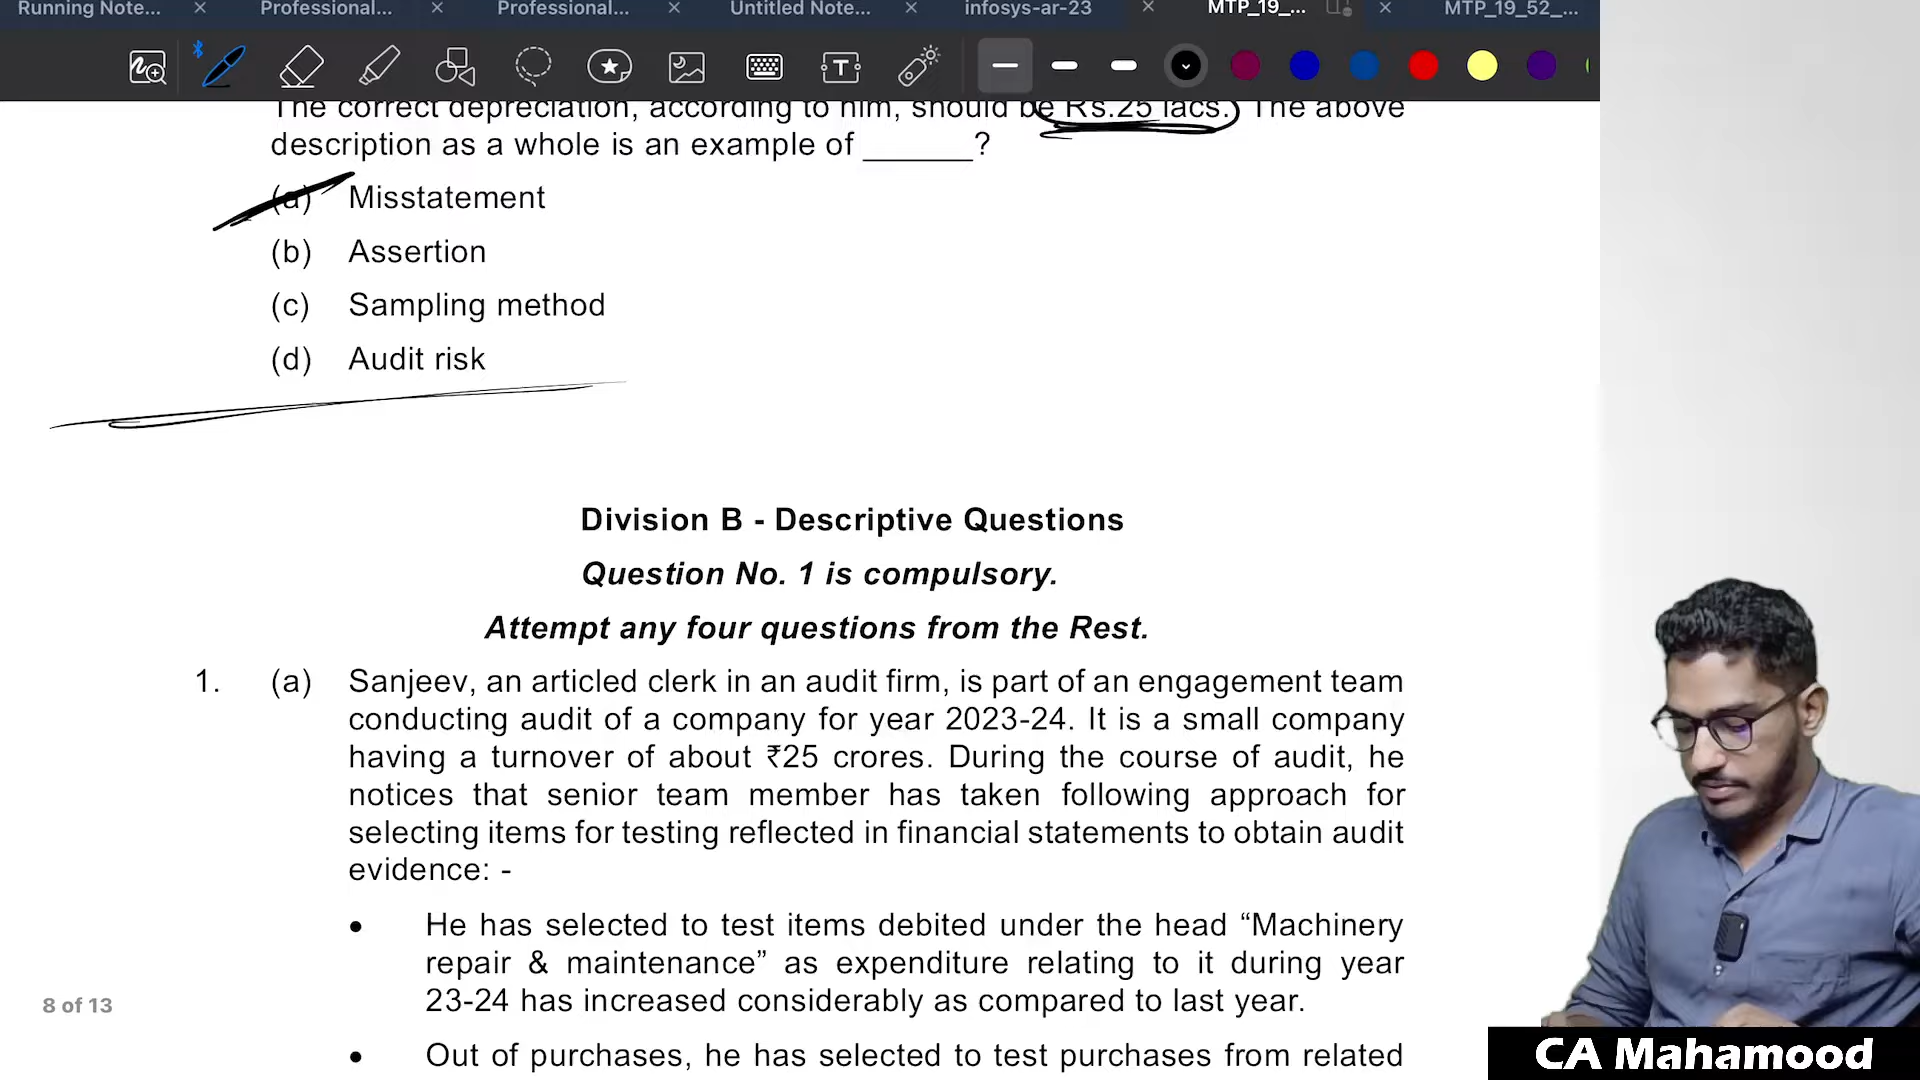 Running Note...
Professional...
Professional...
Untitled Note...
infosys-ar-23
MTP_19_...
MTP_19_52_...
The correct depreciation, according to him, should be Rs.25 lacs. The above
description as a whole is an example of _______?
(a) Misstatement
(b) Assertion
(c) Sampling method
(d) Audit risk
Division B - Descriptive Questions
Question No. 1 is compulsory.
Attempt any four questions from the Rest.
1. (a) Sanjeev, an articled clerk in an audit firm, is part of an engagement team
conducting audit of a company for year 2023-24. It is a small company
having a turnover of about ₹25 crores. During the course of audit, he
notices that senior team member has taken following approach for
selecting items for testing reflected in financial statements to obtain audit
evidence: -
• He has selected to test items debited under the head “Machinery
repair & maintenance” as expenditure relating to it during year
23-24 has increased considerably as compared to last year.
• Out of purchases, he has selected to test purchases from related
8 of 13
CA Mahamood